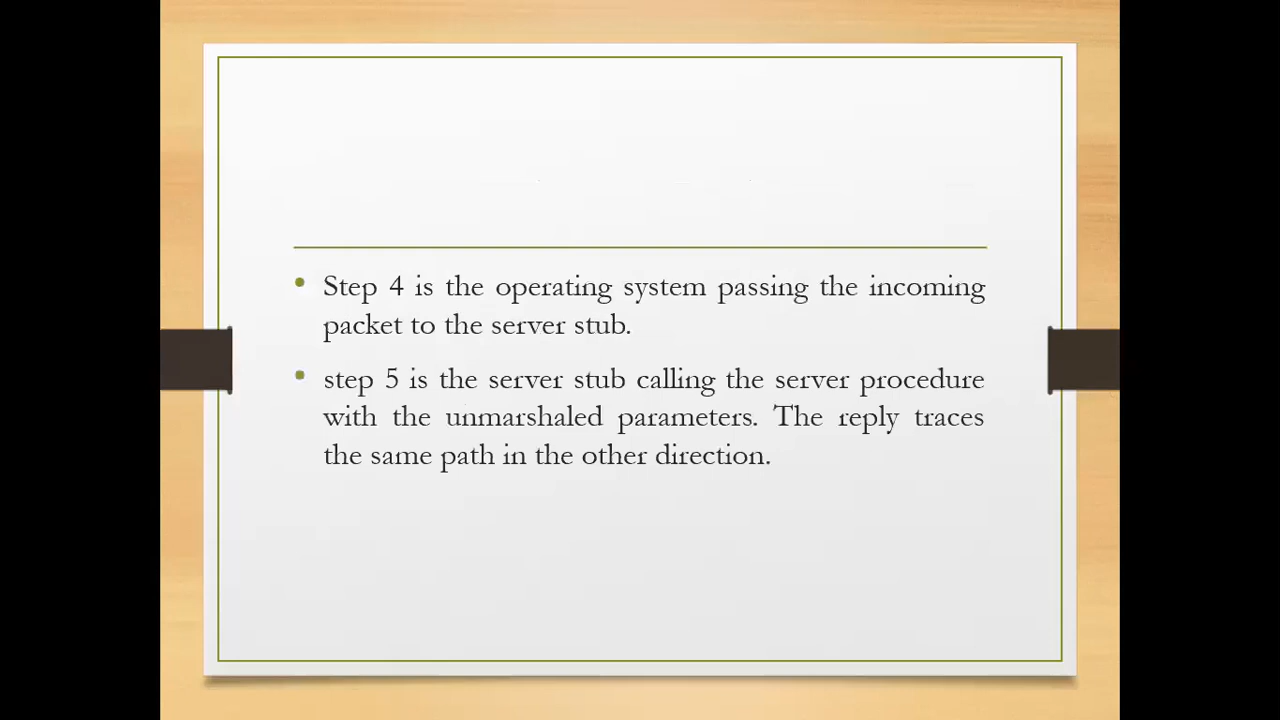 • Step 4 is the operating system passing the incoming
packet to the server stub.
• step 5 is the server stub calling the server procedure
with the unmarshaled parameters. The reply traces
the same path in the other direction.